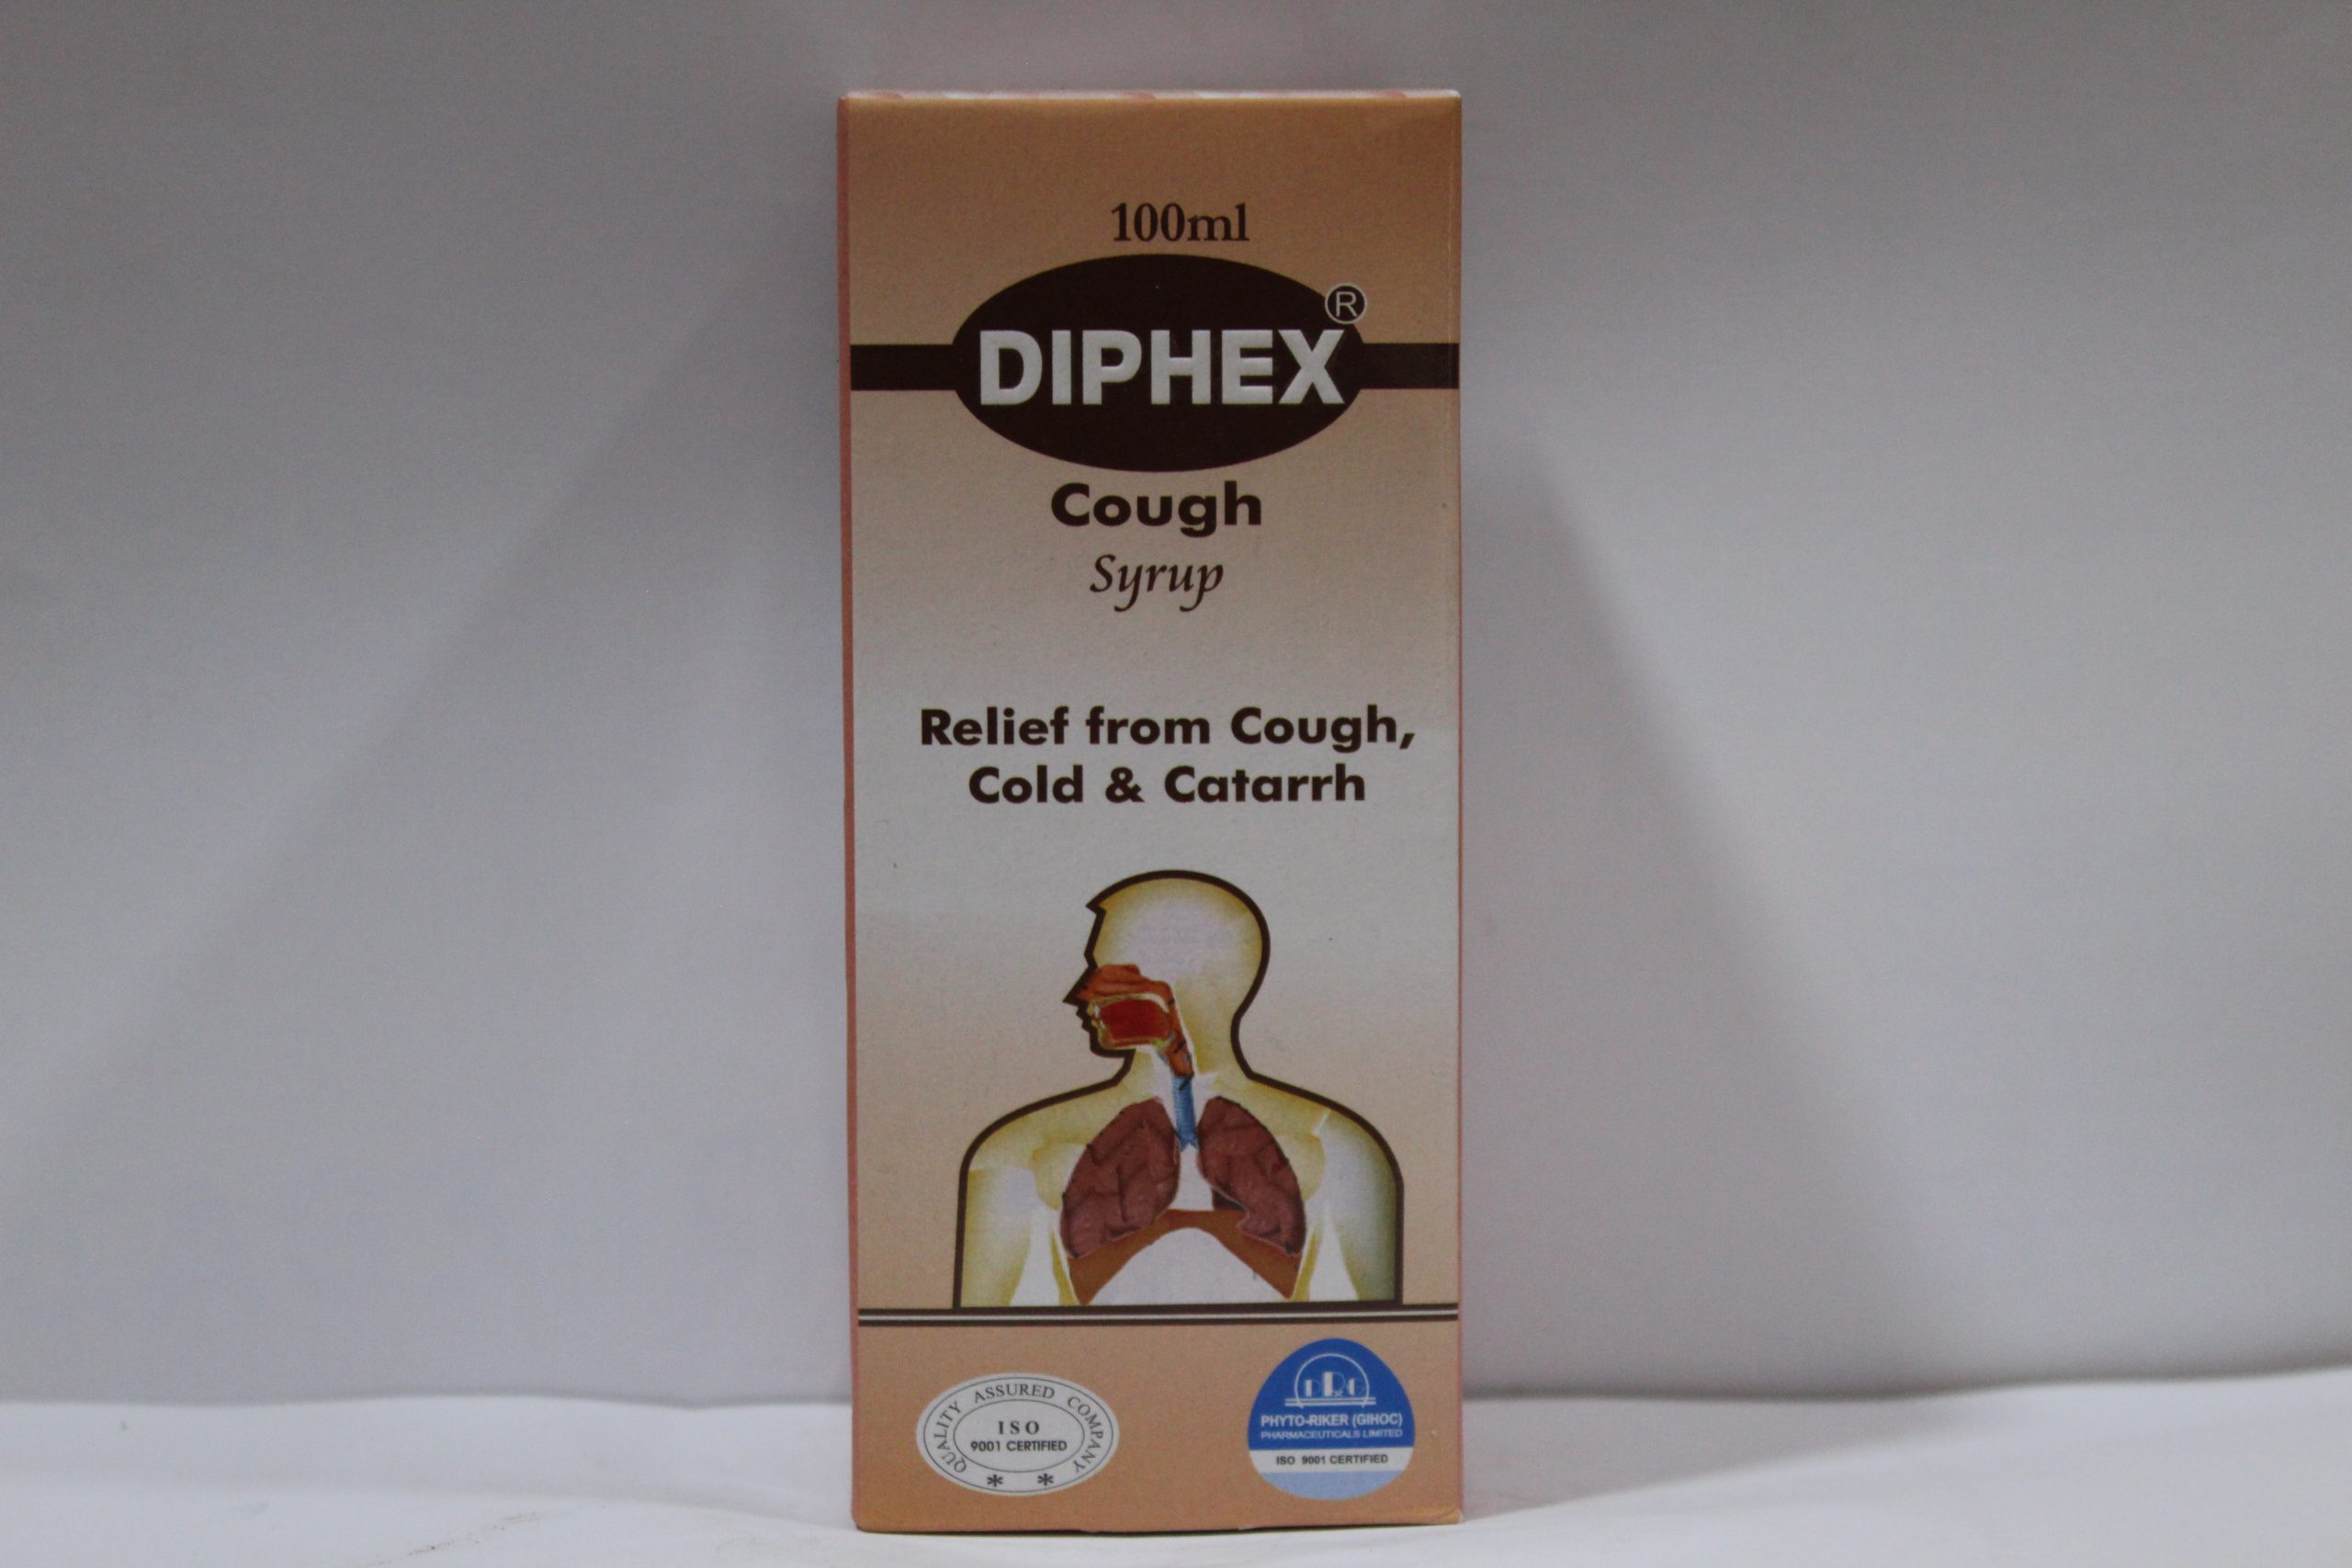 100ml
DIPHEX®
Cough
Syrup
Relief from Cough,
Cold & Catarrh
QUALITY ASSURED COMPANY
ISO
9001 CERTIFIED
* *
PRG
PHYTO-RIKER (GIHOC)
PHARMACEUTICALS LIMITED
ISO 9001 CERTIFIED